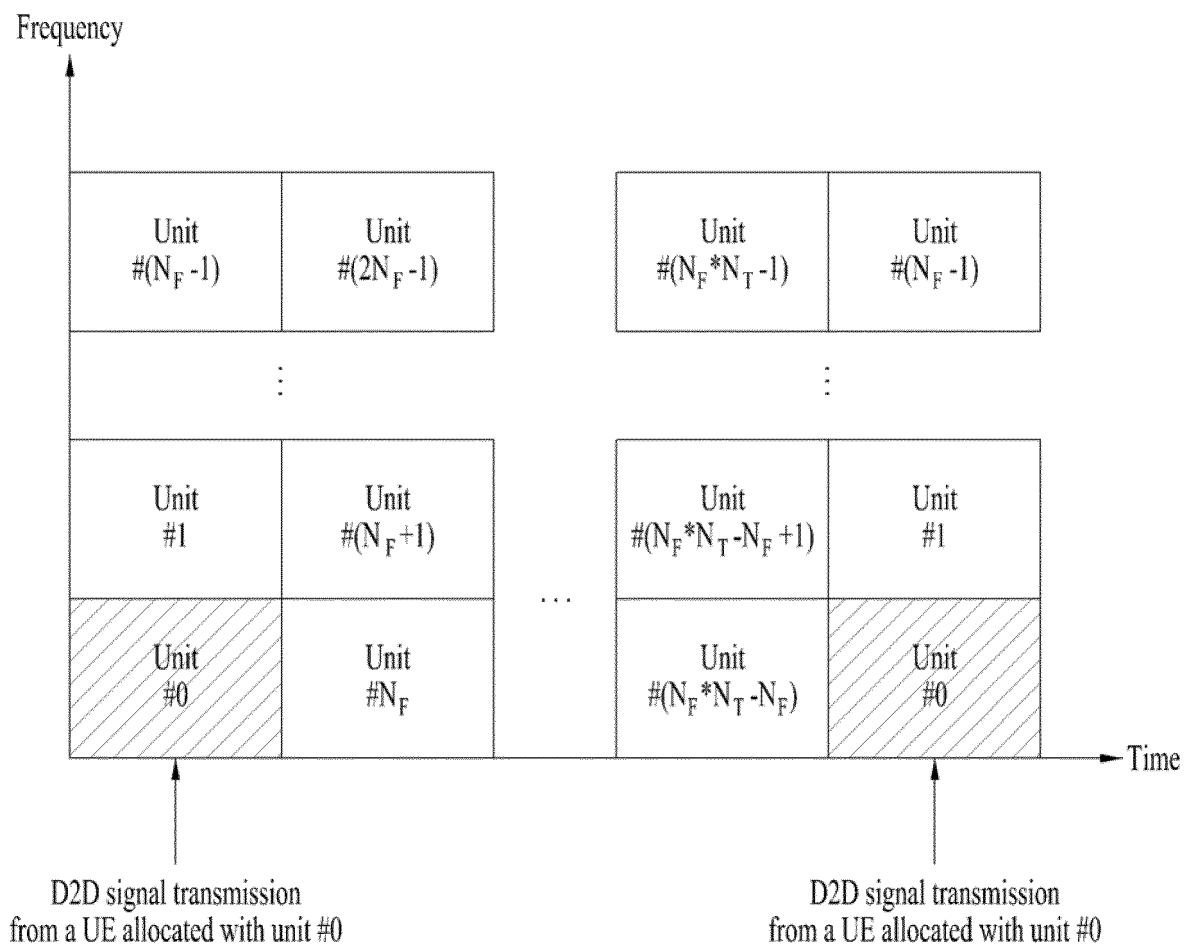 Frequency
Unit
#(N_F -1)
Unit
#(2N_F -1)
Unit
#(N_F*N_T -1)
Unit
#(N_F -1)
⋮
⋮
Unit
#1
Unit
#(N_F +1)
Unit
#(N_F*N_T -N_F +1)
Unit
#1
...
Unit
#0
Unit
#N_F
Unit
#(N_F*N_T -N_F)
Unit
#0
Time
D2D signal transmission
from a UE allocated with unit #0
D2D signal transmission
from a UE allocated with unit #0